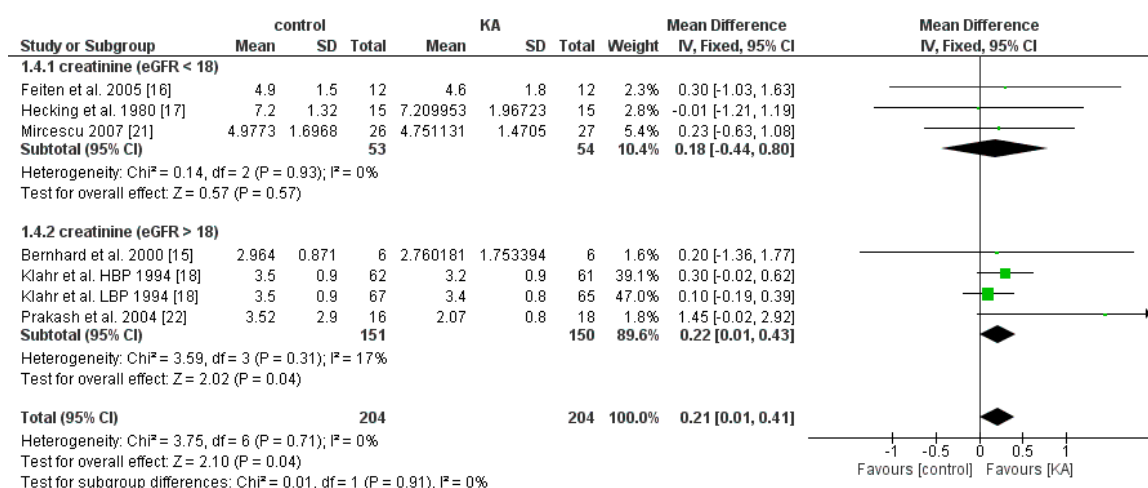 control KA Mean Difference Mean Difference
Study or Subgroup Mean SD Total Mean SD Total Weight IV, Fixed, 95% CI IV, Fixed, 95% CI
1.4.1 creatinine (eGFR < 18)
Feiten et al. 2005 [16] 4.9 1.5 12 4.6 1.8 12 2.3% 0.30 [-1.03, 1.63]
Hecking et al. 1980 [17] 7.2 1.32 15 7.209953 1.96723 15 2.8% -0.01 [-1.21, 1.19]
Mircescu 2007 [21] 4.9773 1.6968 26 4.751131 1.4705 27 5.4% 0.23 [-0.63, 1.08]
Subtotal (95% CI) 53 54 10.4% 0.18 [-0.44, 0.80]
Heterogeneity: Chi² = 0.14, df = 2 (P = 0.93); I² = 0%
Test for overall effect: Z = 0.57 (P = 0.57)
1.4.2 creatinine (eGFR > 18)
Bernhard et al. 2000 [15] 2.964 0.871 6 2.760181 1.753394 6 1.6% 0.20 [-1.36, 1.77]
Klahr et al. HBP 1994 [18] 3.5 0.9 62 3.2 0.9 61 39.1% 0.30 [-0.02, 0.62]
Klahr et al. LBP 1994 [18] 3.5 0.9 67 3.4 0.8 65 47.0% 0.10 [-0.19, 0.39]
Prakash et al. 2004 [22] 3.52 2.9 16 2.07 0.8 18 1.8% 1.45 [-0.02, 2.92]
Subtotal (95% CI) 151 150 89.6% 0.22 [0.01, 0.43]
Heterogeneity: Chi² = 3.59, df = 3 (P = 0.31); I² = 17%
Test for overall effect: Z = 2.02 (P = 0.04)
Total (95% CI) 204 204 100.0% 0.21 [0.01, 0.41]
Heterogeneity: Chi² = 3.75, df = 6 (P = 0.71); I² = 0%
Test for overall effect: Z = 2.10 (P = 0.04)
Test for subgroup differences: Chi² = 0.01, df = 1 (P = 0.91), I² = 0%
-1 -0.5 0 0.5 1
Favours [control] Favours [KA]